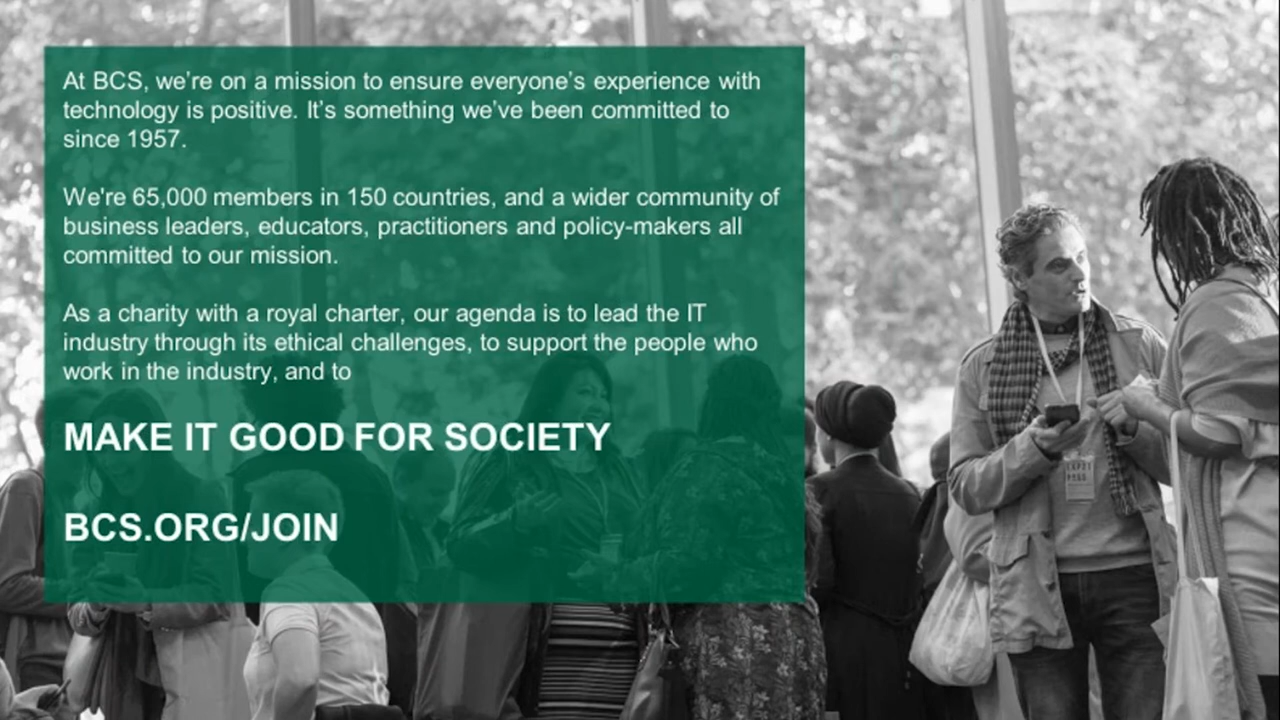 At BCS, we’re on a mission to ensure everyone’s experience with
technology is positive. It’s something we’ve been committed to
since 1957.
We're 65,000 members in 150 countries, and a wider community of
business leaders, educators, practitioners and policy-makers all
committed to our mission.
As a charity with a royal charter, our agenda is to lead the IT
industry through its ethical challenges, to support the people who
work in the industry, and to
MAKE IT GOOD FOR SOCIETY
BCS.ORG/JOIN